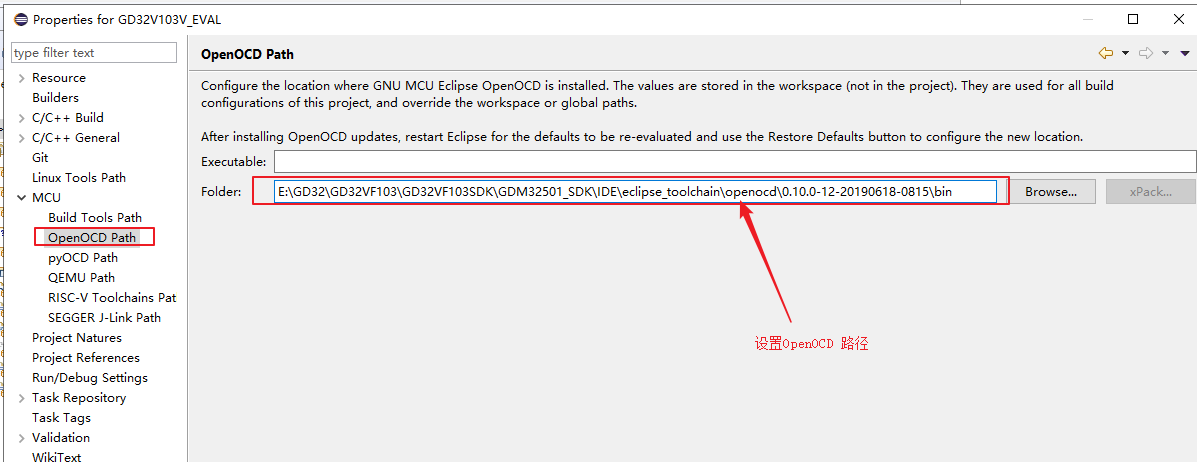 Properties for GD32V103V_EVAL
type filter text
Resource
Builders
C/C++ Build
C/C++ General
Git
Linux Tools Path
MCU
Build Tools Path
OpenOCD Path
pyOCD Path
QEMU Path
RISC-V Toolchains Pat
SEGGER J-Link Path
Project Natures
Project References
Run/Debug Settings
Task Repository
Task Tags
Validation
WikiText
OpenOCD Path
Configure the location where GNU MCU Eclipse OpenOCD is installed. The values are stored in the workspace (not in the project). They are used for all build
configurations of this project, and override the workspace or global paths.
After installing OpenOCD updates, restart Eclipse for the defaults to be re-evaluated and use the Restore Defaults button to configure the new location.
Executable:
Folder: E:\GD32\GD32VF103\GD32VF103SDK\GDM32501_SDK\IDE\eclipse_toolchain\openocd\0.10.0-12-20190618-0815\bin Browse... xPack...
设置OpenOCD 路径